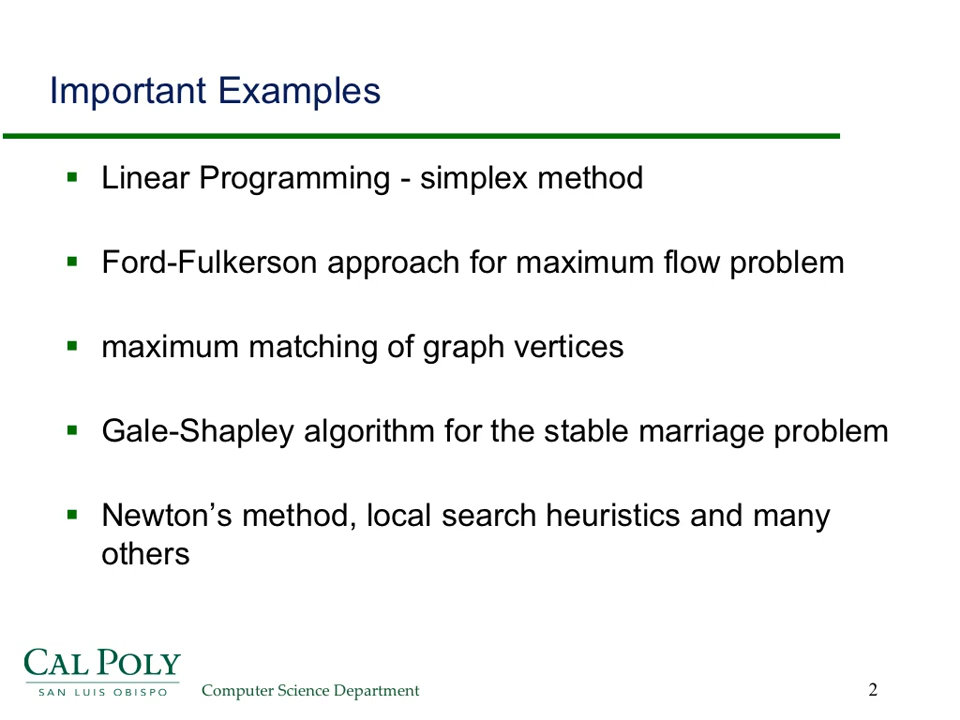 Important Examples
Linear Programming - simplex method
Ford-Fulkerson approach for maximum flow problem
maximum matching of graph vertices
Gale-Shapley algorithm for the stable marriage problem
Newton’s method, local search heuristics and many
others
CAL POLY
SAN LUIS OBISPO
Computer Science Department
2